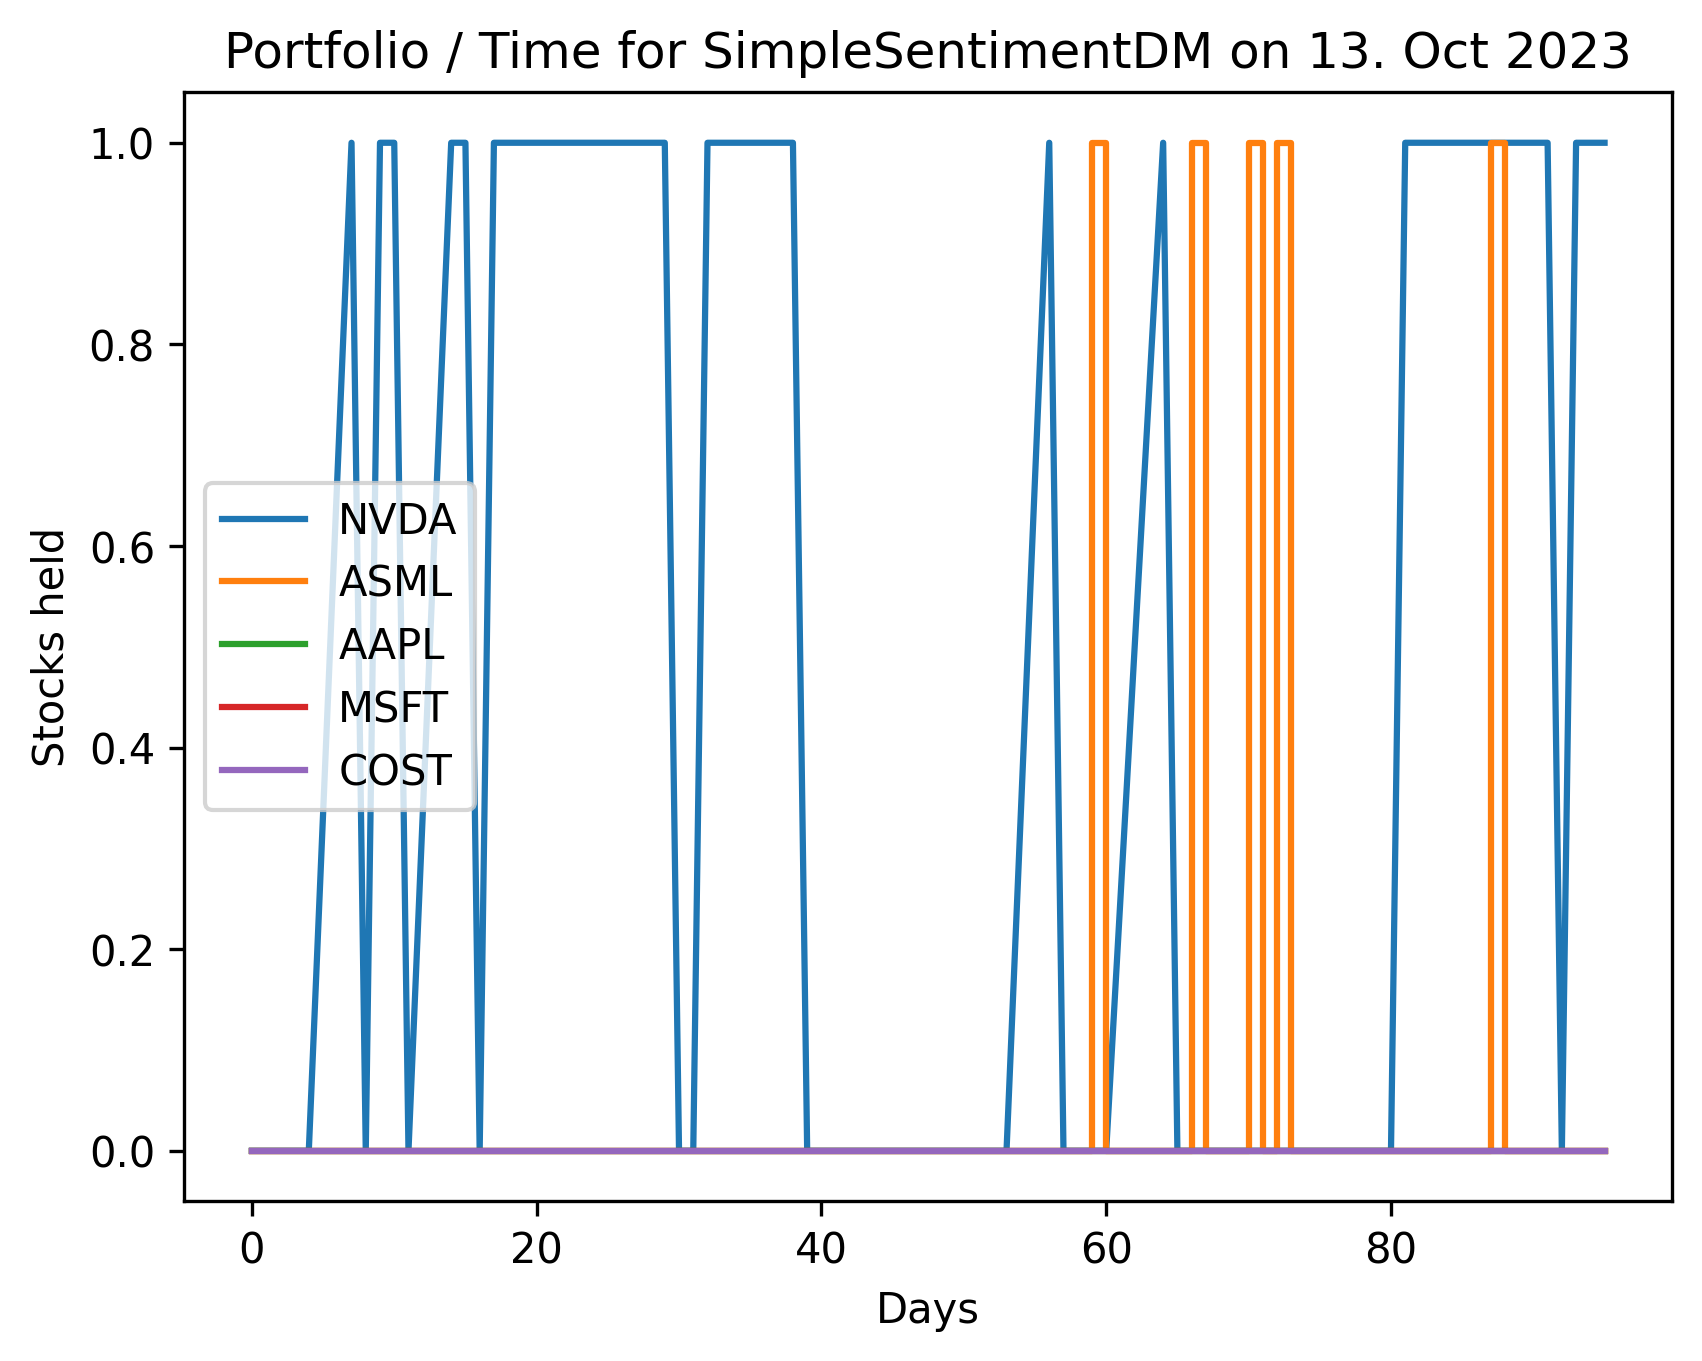 Portfolio / Time for SimpleSentimentDM on 13. Oct 2023
1.0
0.8
0.6
0.4
0.2
0.0
Stocks held
NVDA
ASML
AAPL
MSFT
COST
0 20 40 60 80
Days